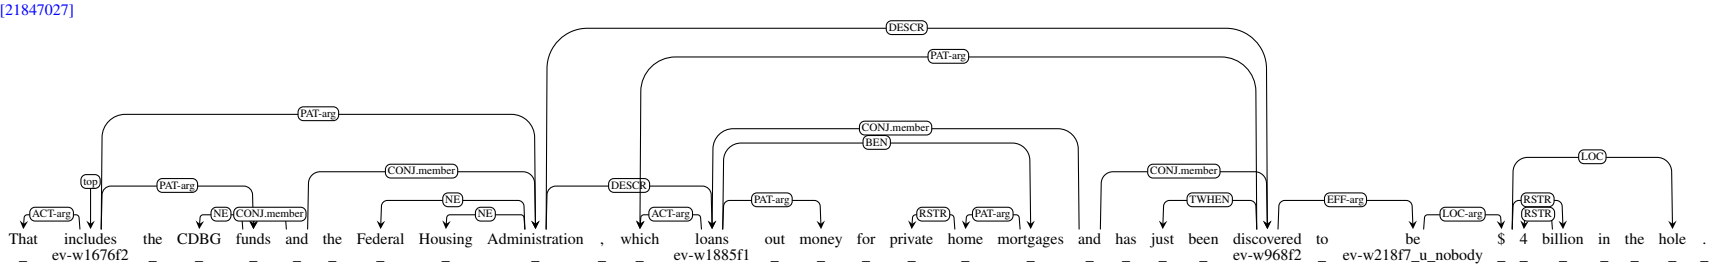 [21847027]
DESCR
PAT-arg
PAT-arg
CONJ.member
BEN
LOC
top PAT-arg CONJ.member DESCR CONJ.member
NE PAT-arg TWHEN EFF-arg RSTR
ACT-arg NE CONJ.member NE ACT-arg RSTR PAT-arg LOC-arg RSTR
That includes the CDBG funds and the Federal Housing Administration , which loans out money for private home mortgages and has just been discovered to be $ 4 billion in the hole .
_ ev-w1676f2 _ _ _ _ _ _ _ _ _ _ ev-w1885f1 _ _ _ _ _ _ _ _ _ _ ev-w968f2 _ ev-w218f7_u_nobody _ _ _ _ _ _ _